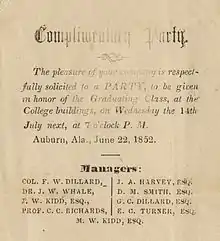 Complimentary Party.
The pleasure of your company is respect-
fully solicited to a PARTY, to be given
in honor of the Graduating Class, at the
College buildings, on Wednesday the 14th
July next, at 7 o'clock P. M.
Auburn, Ala., June 22, 1852.
Managers:
COL. F. W. DILLARD,
DR. J. W. WHALE,
F. W. KIDD, ESQ.,
PROF. C. C. RICHARDS,
J. A. HARVEY, ESQ.
D. M. SMITH, ESQ.
G. C. DILLARD, ESQ.
E. C. TURNER, ESQ.
M. W. KIDD, ESQ.